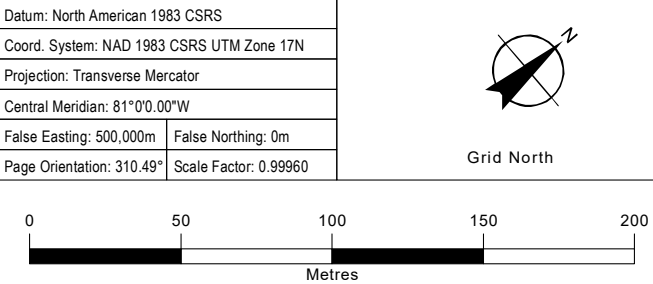 Datum: North American 1983 CSRS
Coord. System: NAD 1983 CSRS UTM Zone 17N
Projection: Transverse Mercator
Central Meridian: 81°0'0.00"W
False Easting: 500,000m False Northing: 0m
Page Orientation: 310.49° Scale Factor: 0.99960
N
Grid North
0 50 100 150 200
Metres